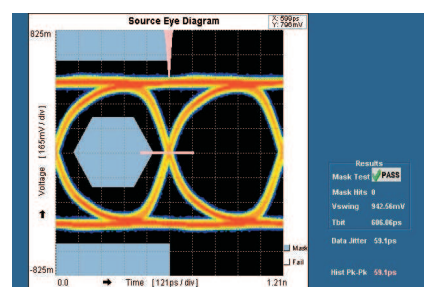 Source Eye Diagram
X: 599ps
Y: 796mV
825m
Voltage [165mV / div]
-825m
0.0
Time [121ps / div]
1.21n
Mask
Fail
Results
Mask Test PASS
Mask Hits 0
Vswing 942.56mV
Tbit 606.06ps
Data Jitter 59.1ps
Hist Pk-Pk 59.1ps